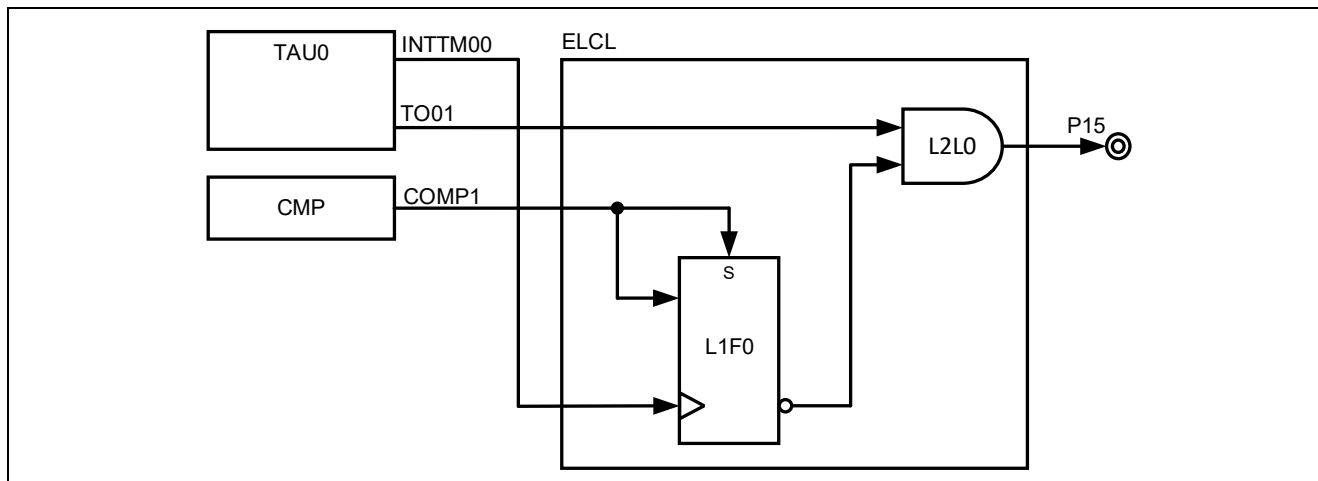 TAU0
INTTM00
ELCL
TO01
L2L0
P15
CMP
COMP1
S
L1F0